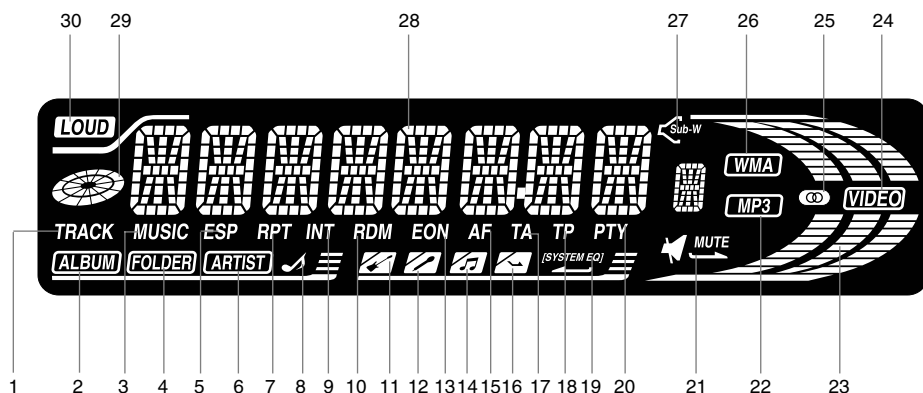 30 29 28 27 26 25 24
LOUD
Sub-W
WMA
MP3 VIDEO
TRACK MUSIC ESP RPT INT RDM EON AF TA TP PTY
MUTE
ALBUM FOLDER ARTIST [SYSTEM EQ]
1 2 3 4 5 6 7 8 9 10 11 12 13 14 15 16 17 18 19 20 21 22 23